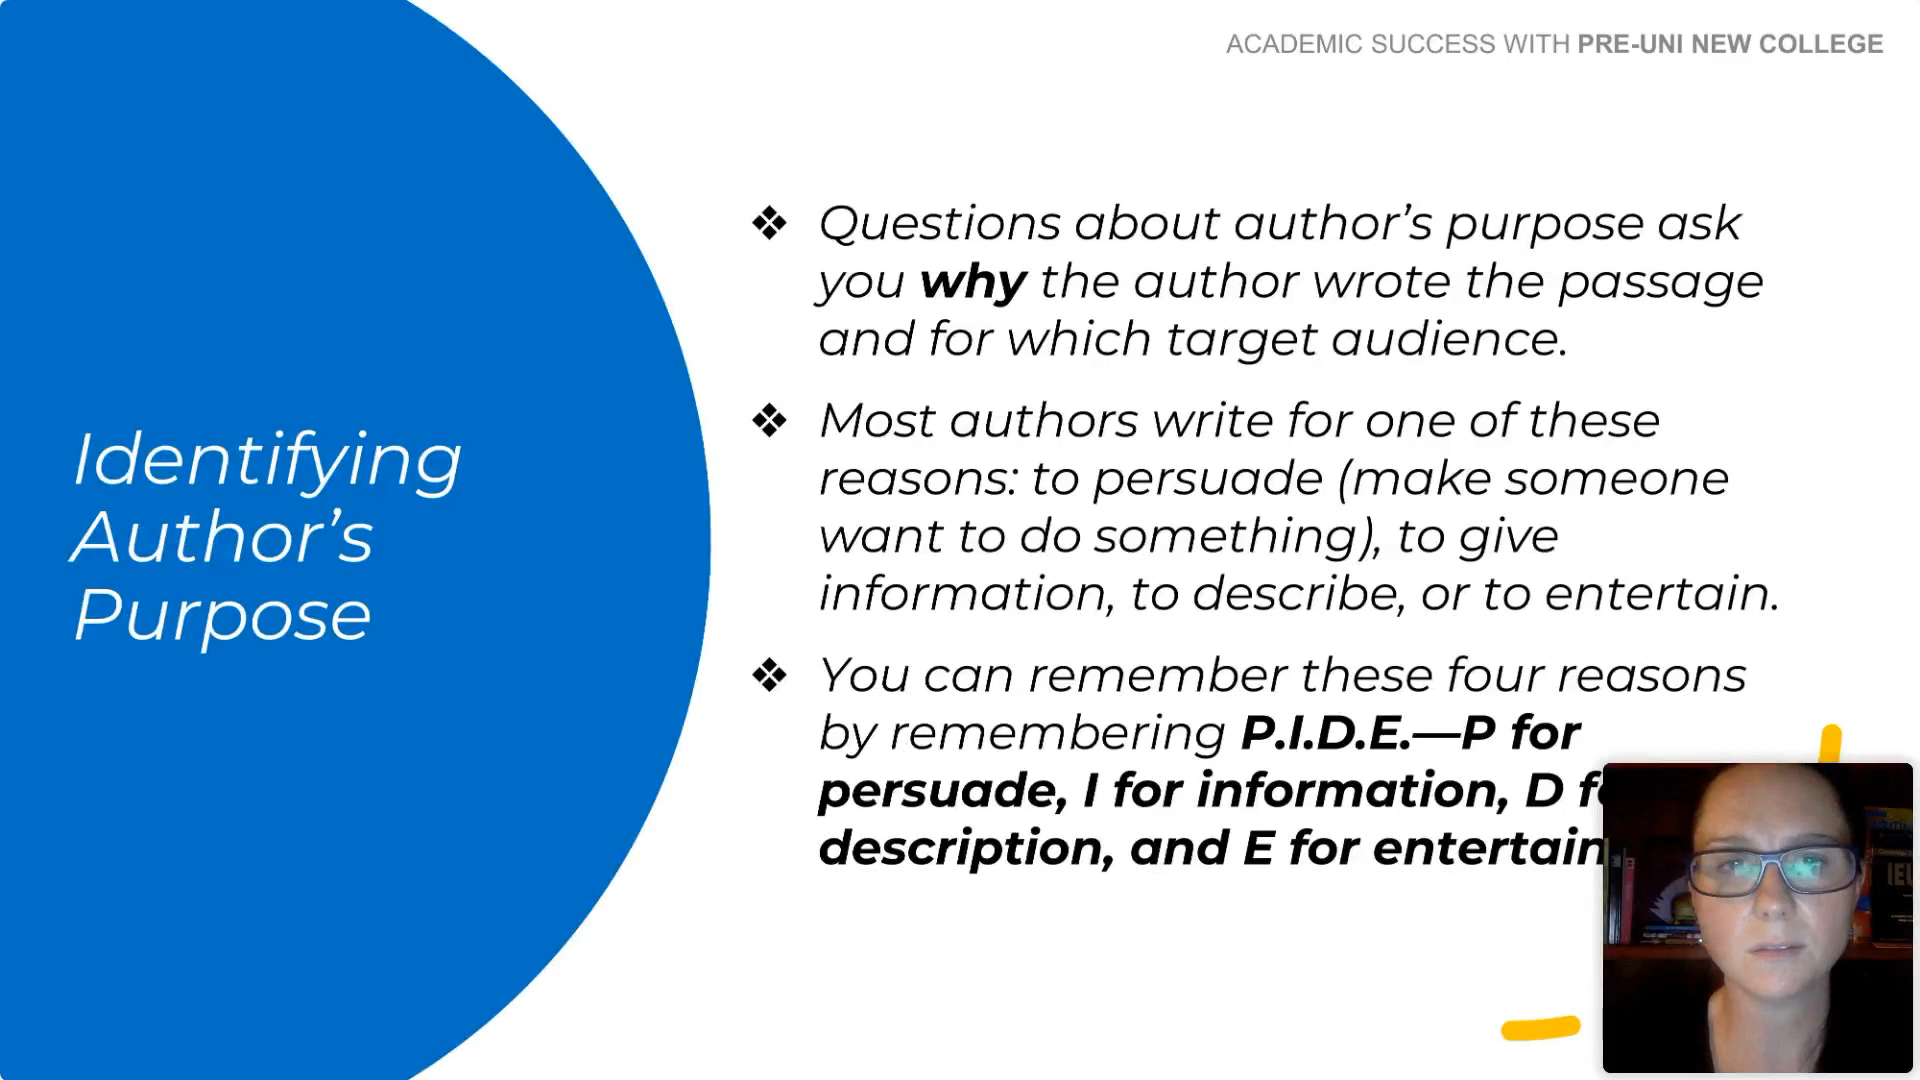 ACADEMIC SUCCESS WITH PRE-UNI NEW COLLEGE
Identifying
Author’s
Purpose
❖ Questions about author’s purpose ask
you why the author wrote the passage
and for which target audience.
❖ Most authors write for one of these
reasons: to persuade (make someone
want to do something), to give
information, to describe, or to entertain.
❖ You can remember these four reasons
by remembering P.I.D.E.—P for
persuade, I for information, D
description, and E for entertain